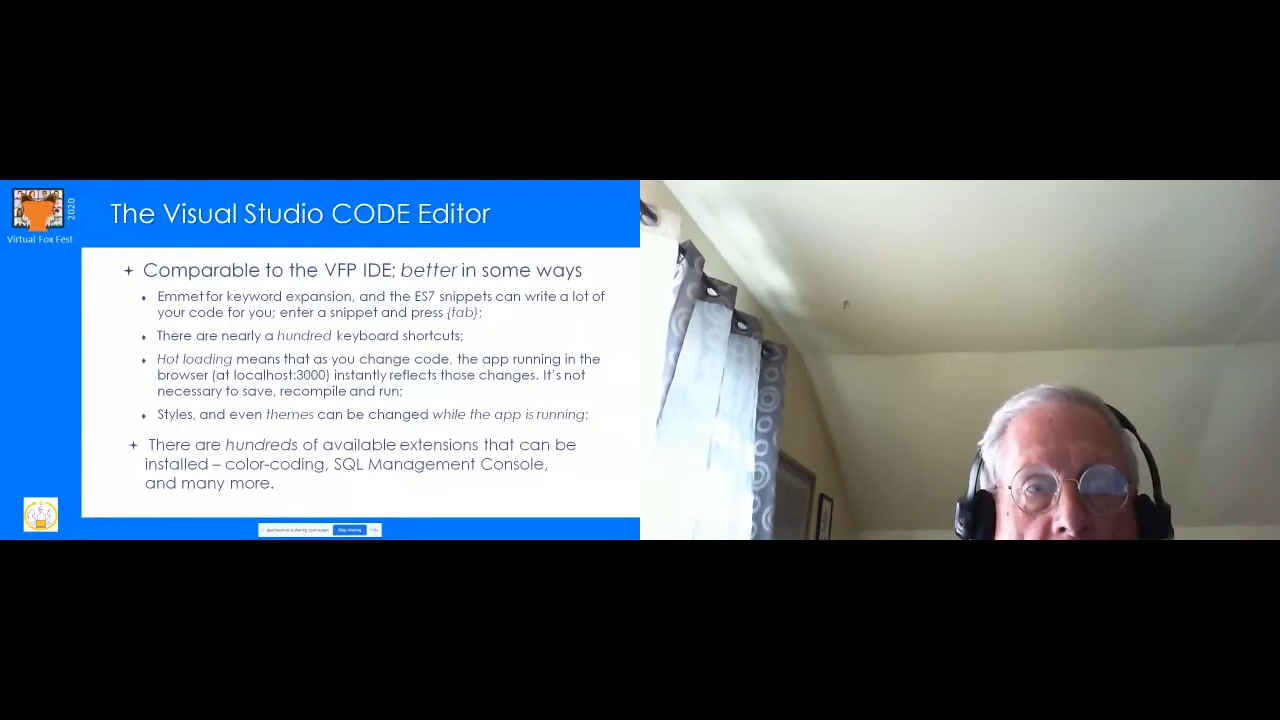 2020
Virtual Fox Fest
The Visual Studio CODE Editor
Comparable to the VFP IDE; better in some ways
Emmet for keyword expansion, and the ES7 snippets can write a lot of
your code for you; enter a snippet and press {tab};
There are nearly a hundred keyboard shortcuts;
Hot loading means that as you change code, the app running in the
browser (at localhost:3000) instantly reflects those changes. It's not
necessary to save, recompile and run;
Styles, and even themes can be changed while the app is running;
There are hundreds of available extensions that can be
installed – color-coding, SQL Management Console,
and many more.
is sharing your screen. Stop sharing Hide